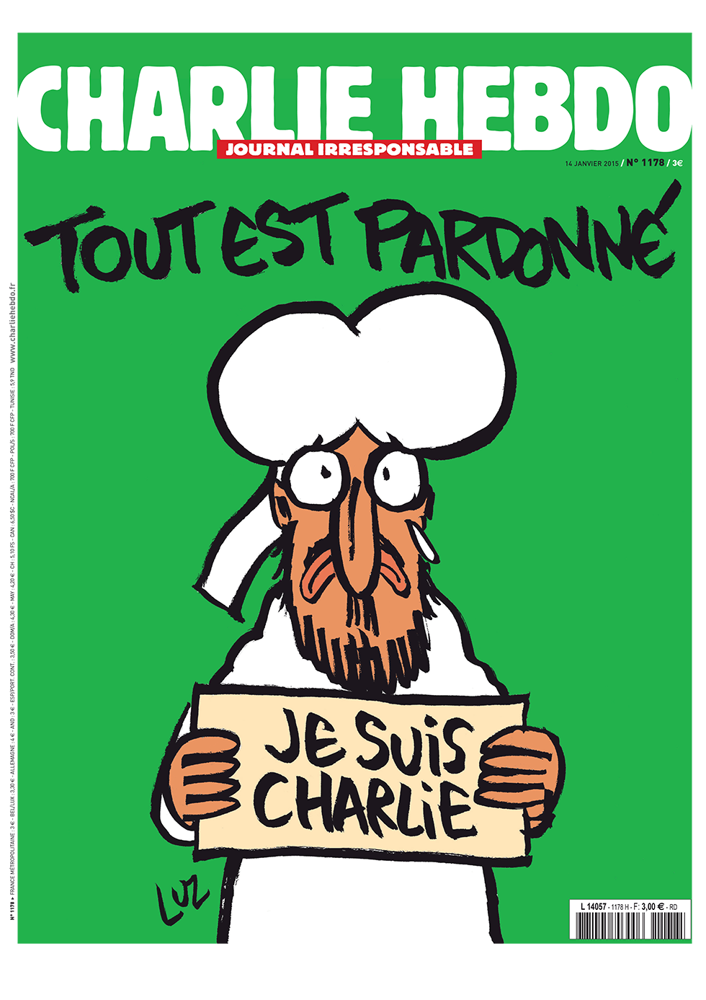 CHARLIE HEBDO
JOURNAL IRRESPONSABLE
14 JANVIER 2015 / N° 1178 / 3€
TOUT EST PARDONNÉ
JE SUIS
CHARLIE
LUZ
L 14057 - 1178 H - F: 3,00 € - RD
N° 1178 ▸ FRANCE MÉTROPOLITAINE : 3 € - BEL/LUX : 3,30 € - ALLEMAGNE : 4 € - AND : 3 € - ESP/PORT. CONT. : 3,50 € - DOM/A : 4,30 € - MAY : 4,20 € - CH : 5,10 FS - CAN : 6,50 $C - NCAL/A : 700 F CFP - POL/S : 700 F CFP - TUNISIE : 5,9 TND www.charliehebdo.fr